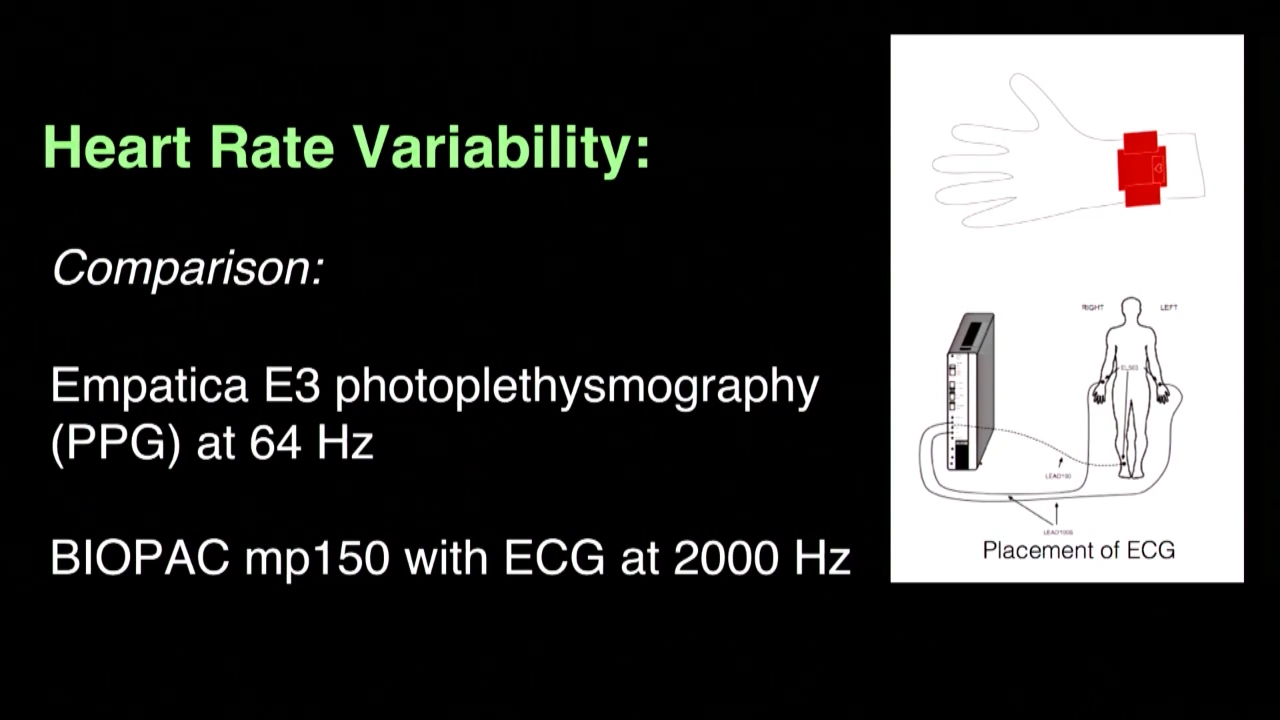 Heart Rate Variability:
Comparison:
Empatica E3 photoplethysmography
(PPG) at 64 Hz
BIOPAC mp150 with ECG at 2000 Hz
RIGHT
LEFT
LEAD100
Placement of ECG